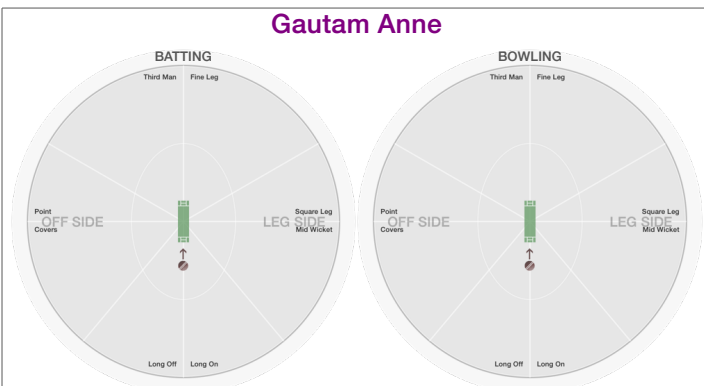 Gautam Anne
BATTING
Third Man Fine Leg
Point Square Leg
OFF SIDE LEG SIDE
Covers Mid Wicket
Long Off Long On
BOWLING
Third Man Fine Leg
Point Square Leg
OFF SIDE LEG SIDE
Covers Mid Wicket
Long Off Long On